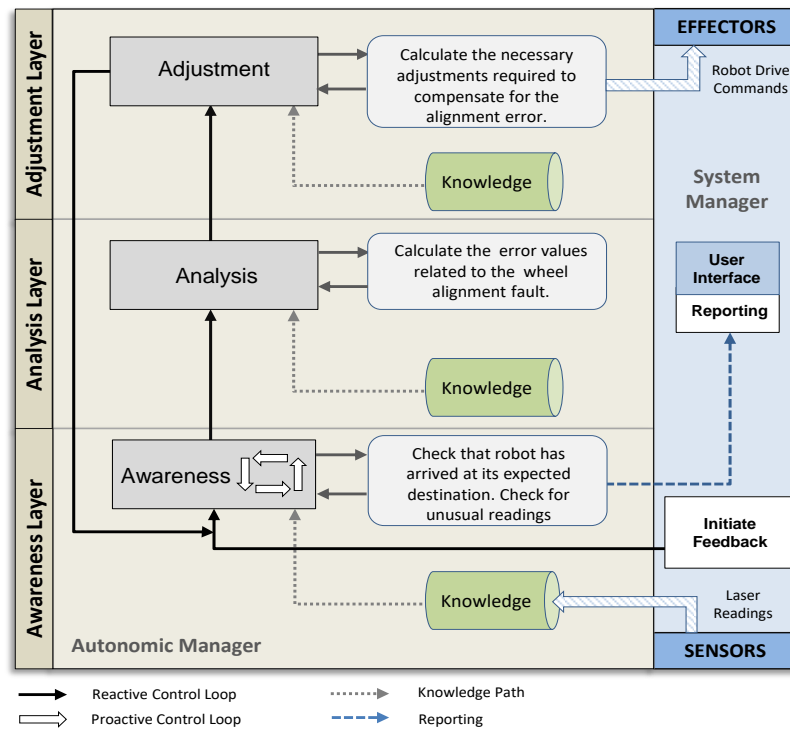 EFFECTORS
Adjustment Layer
Adjustment
Calculate the necessary
adjustments required to
compensate for the
alignment error.
Robot Drive
Commands
Knowledge
System
Manager
Analysis Layer
Analysis
Calculate the error values
related to the wheel
alignment fault.
User
Interface
Reporting
Knowledge
Awareness Layer
Awareness
Check that robot has
arrived at its expected
destination. Check for
unusual readings
Initiate
Feedback
Knowledge
Laser
Readings
Autonomic Manager
SENSORS
Reactive Control Loop
Knowledge Path
Proactive Control Loop
Reporting